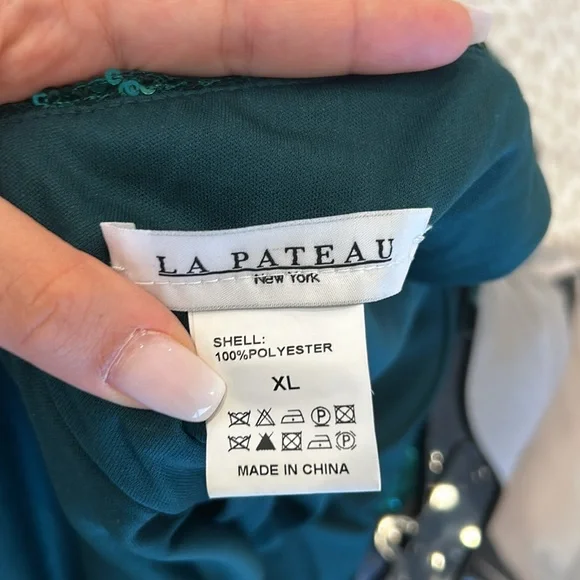 LA PATEAU
New York
SHELL:
100%POLYESTER
XL
MADE IN CHINA